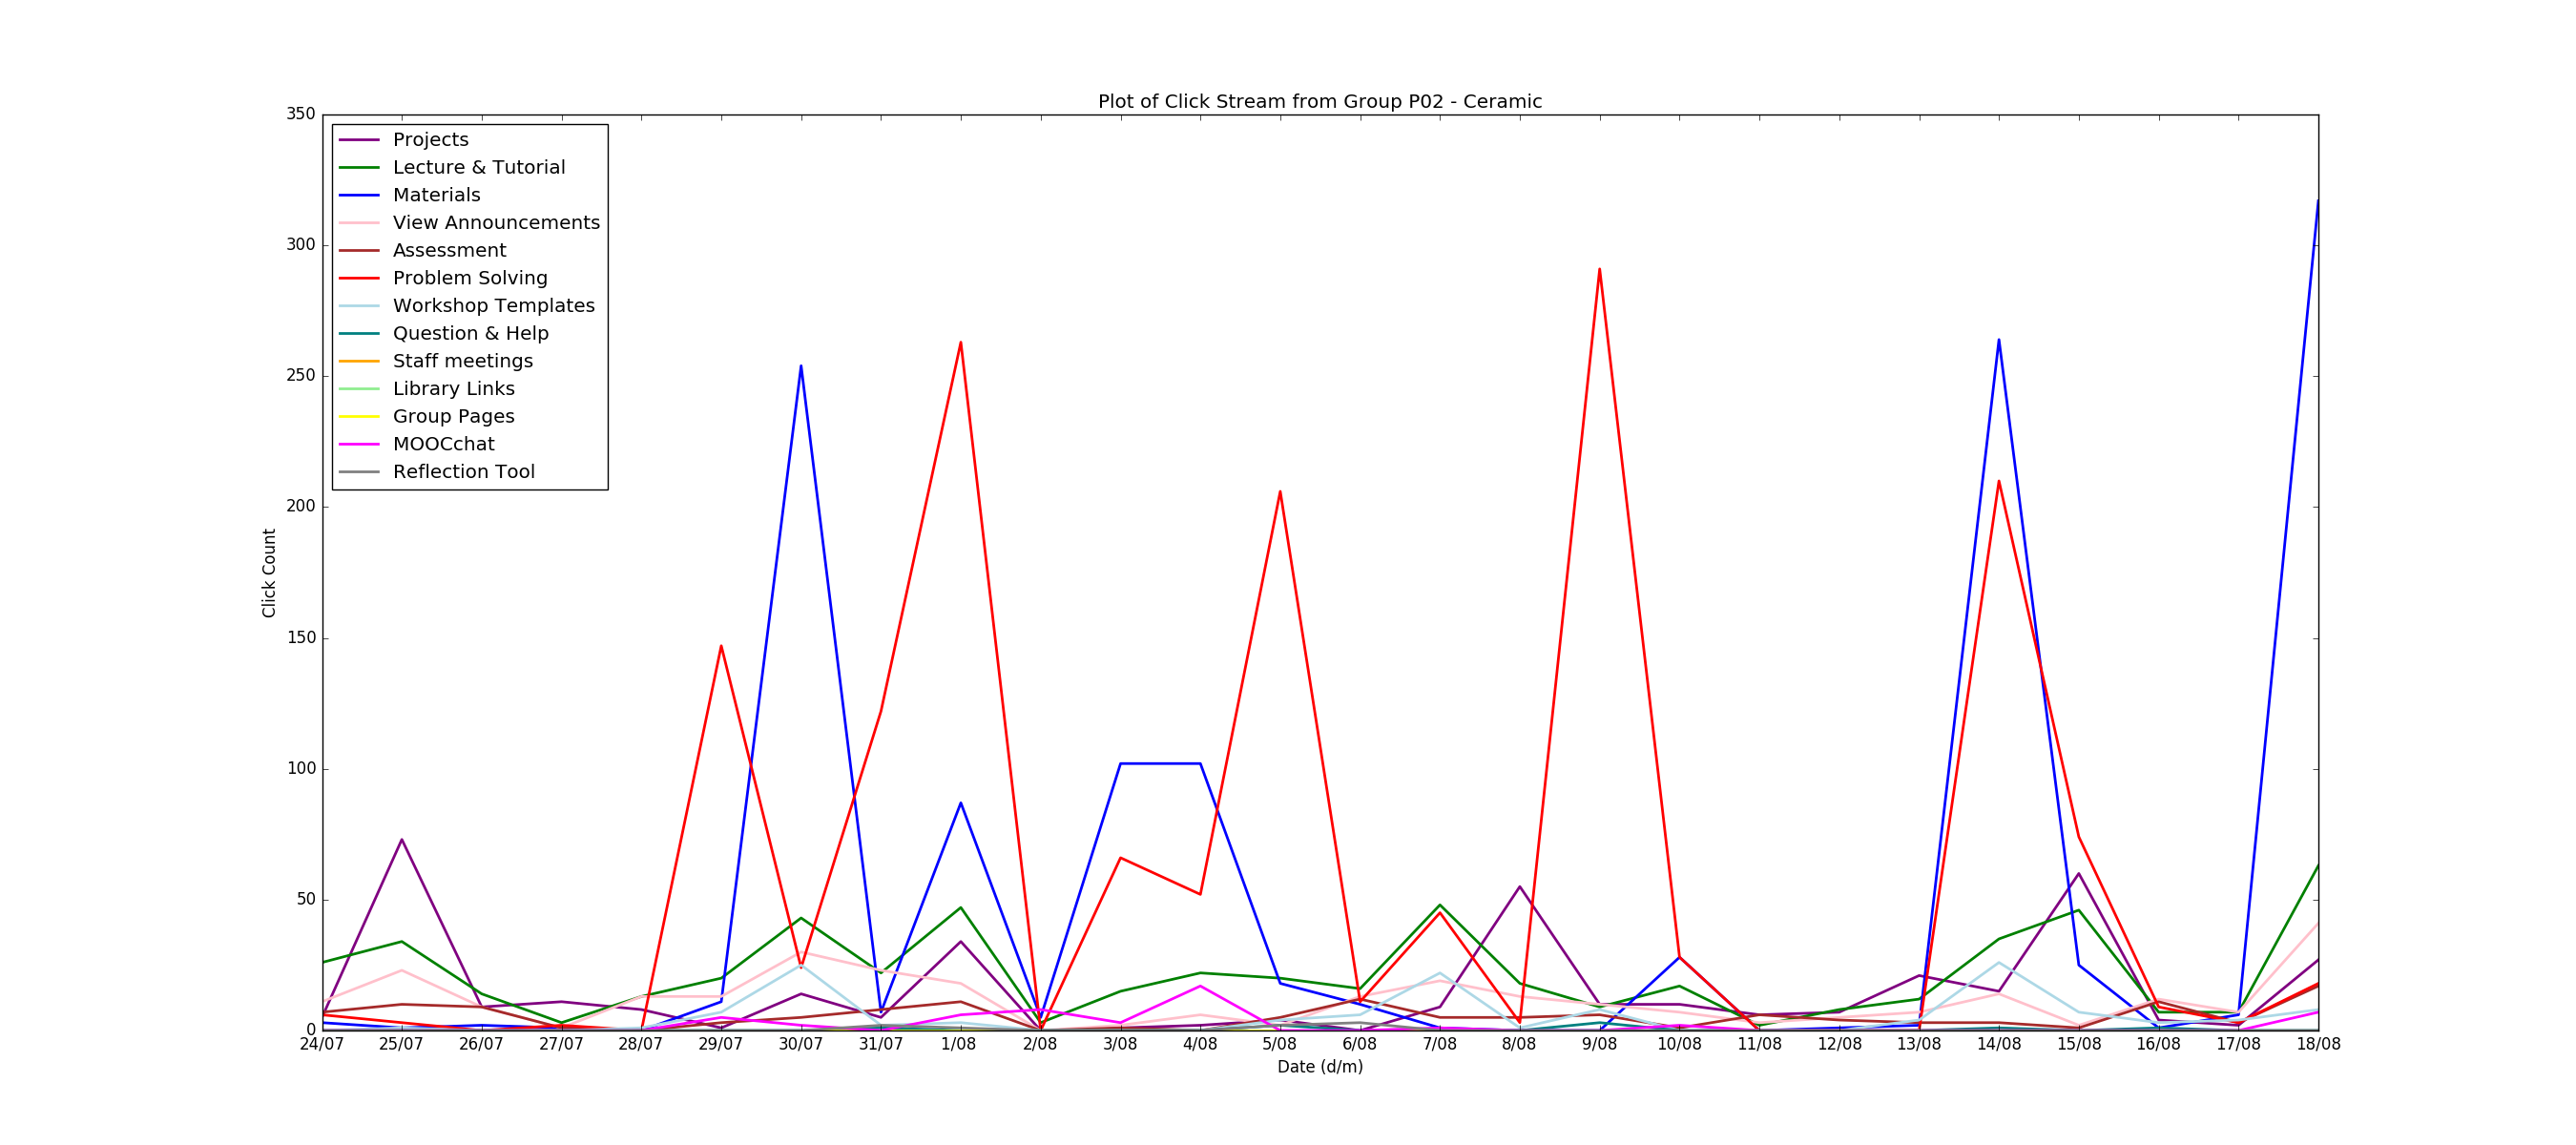 Plot of Click Stream from Group P02 - Ceramic
350
300
250
200
150
100
50
0
Click Count
Projects
Lecture & Tutorial
Materials
View Announcements
Assessment
Problem Solving
Workshop Templates
Question & Help
Staff meetings
Library Links
Group Pages
MOOCchat
Reflection Tool
24/07 25/07 26/07 27/07 28/07 29/07 30/07 31/07 1/08 2/08 3/08 4/08 5/08 6/08 7/08 8/08 9/08 10/08 11/08 12/08 13/08 14/08 15/08 16/08 17/08 18/08
Date (d/m)